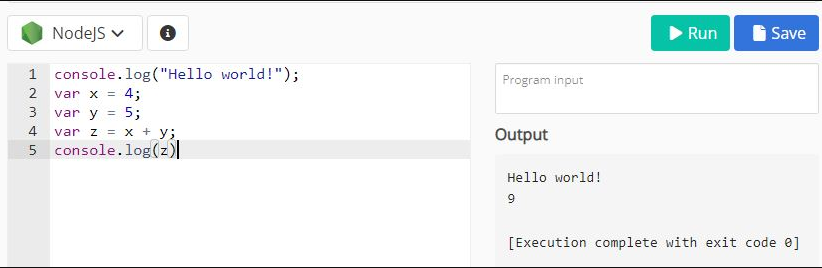 NodeJS
Run
Save
1 console.log("Hello world!");
2 var x = 4;
3 var y = 5;
4 var z = x + y;
5 console.log(z)
Program input
Output
Hello world!
9
[Execution complete with exit code 0]